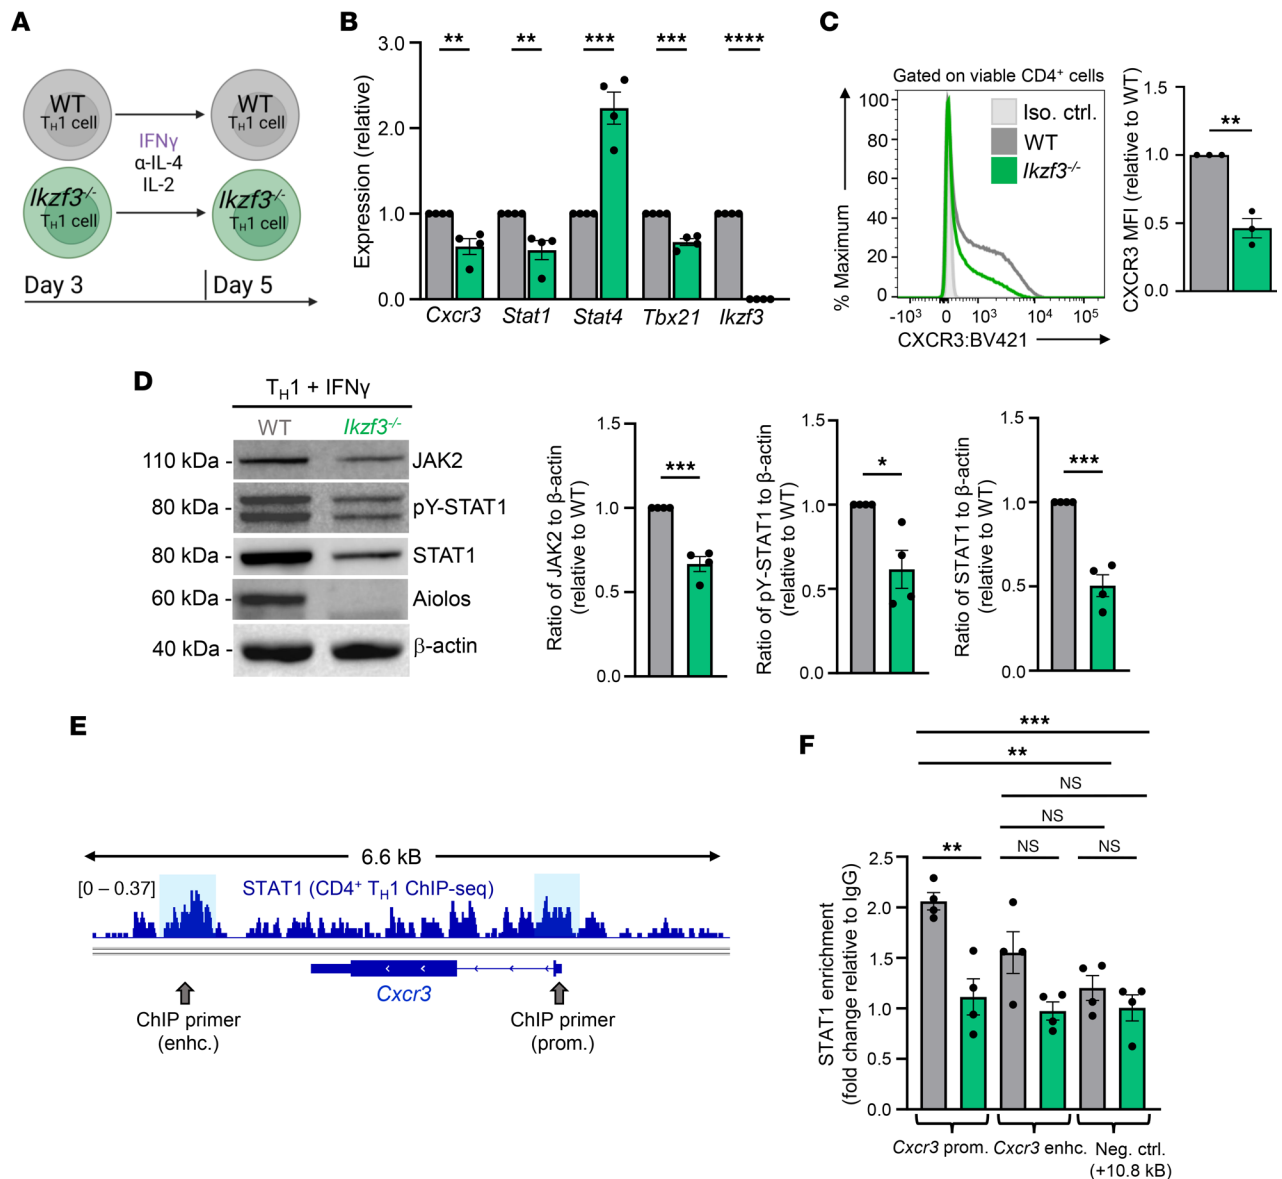 A
WT
TH1 cell
WT
TH1 cell
IFNγ
α-IL-4
IL-2
Ikzf3-/-
TH1 cell
Ikzf3-/-
TH1 cell
Day 3
Day 5
B
** ** *** *** ****
Expression (relative)
3.0
2.0
1.0
0.0
Cxcr3 Stat1 Stat4 Tbx21 Ikzf3
C
Gated on viable CD4+ cells
% Maximum
100
80
60
40
20
0
Iso. ctrl.
WT
Ikzf3-/-
-10³ 0 10³ 10⁴ 10⁵
CXCR3:BV421
CXCR3 MFI (relative to WT)
1.5
1.0
0.5
0.0
**
D
TH1 + IFNγ
WT Ikzf3-/-
110 kDa - JAK2
80 kDa - pY-STAT1
80 kDa - STAT1
60 kDa - Aiolos
40 kDa - β-actin
Ratio of JAK2 to β-actin
(relative to WT)
1.5
1.0
0.5
0.0
***
Ratio of pY-STAT1 to β-actin
(relative to WT)
1.5
1.0
0.5
0.0
*
Ratio of STAT1 to β-actin
(relative to WT)
1.5
1.0
0.5
0.0
***
E
6.6 kB
[0 – 0.37]
STAT1 (CD4+ TH1 ChIP-seq)
Cxcr3
ChIP primer
(enhc.)
ChIP primer
(prom.)
F
***
**
NS
NS
** NS NS
STAT1 enrichment
(fold change relative to IgG)
2.5
2.0
1.5
1.0
0.5
0.0
Cxcr3 prom. Cxcr3 enhc. Neg. ctrl.
(+10.8 kB)